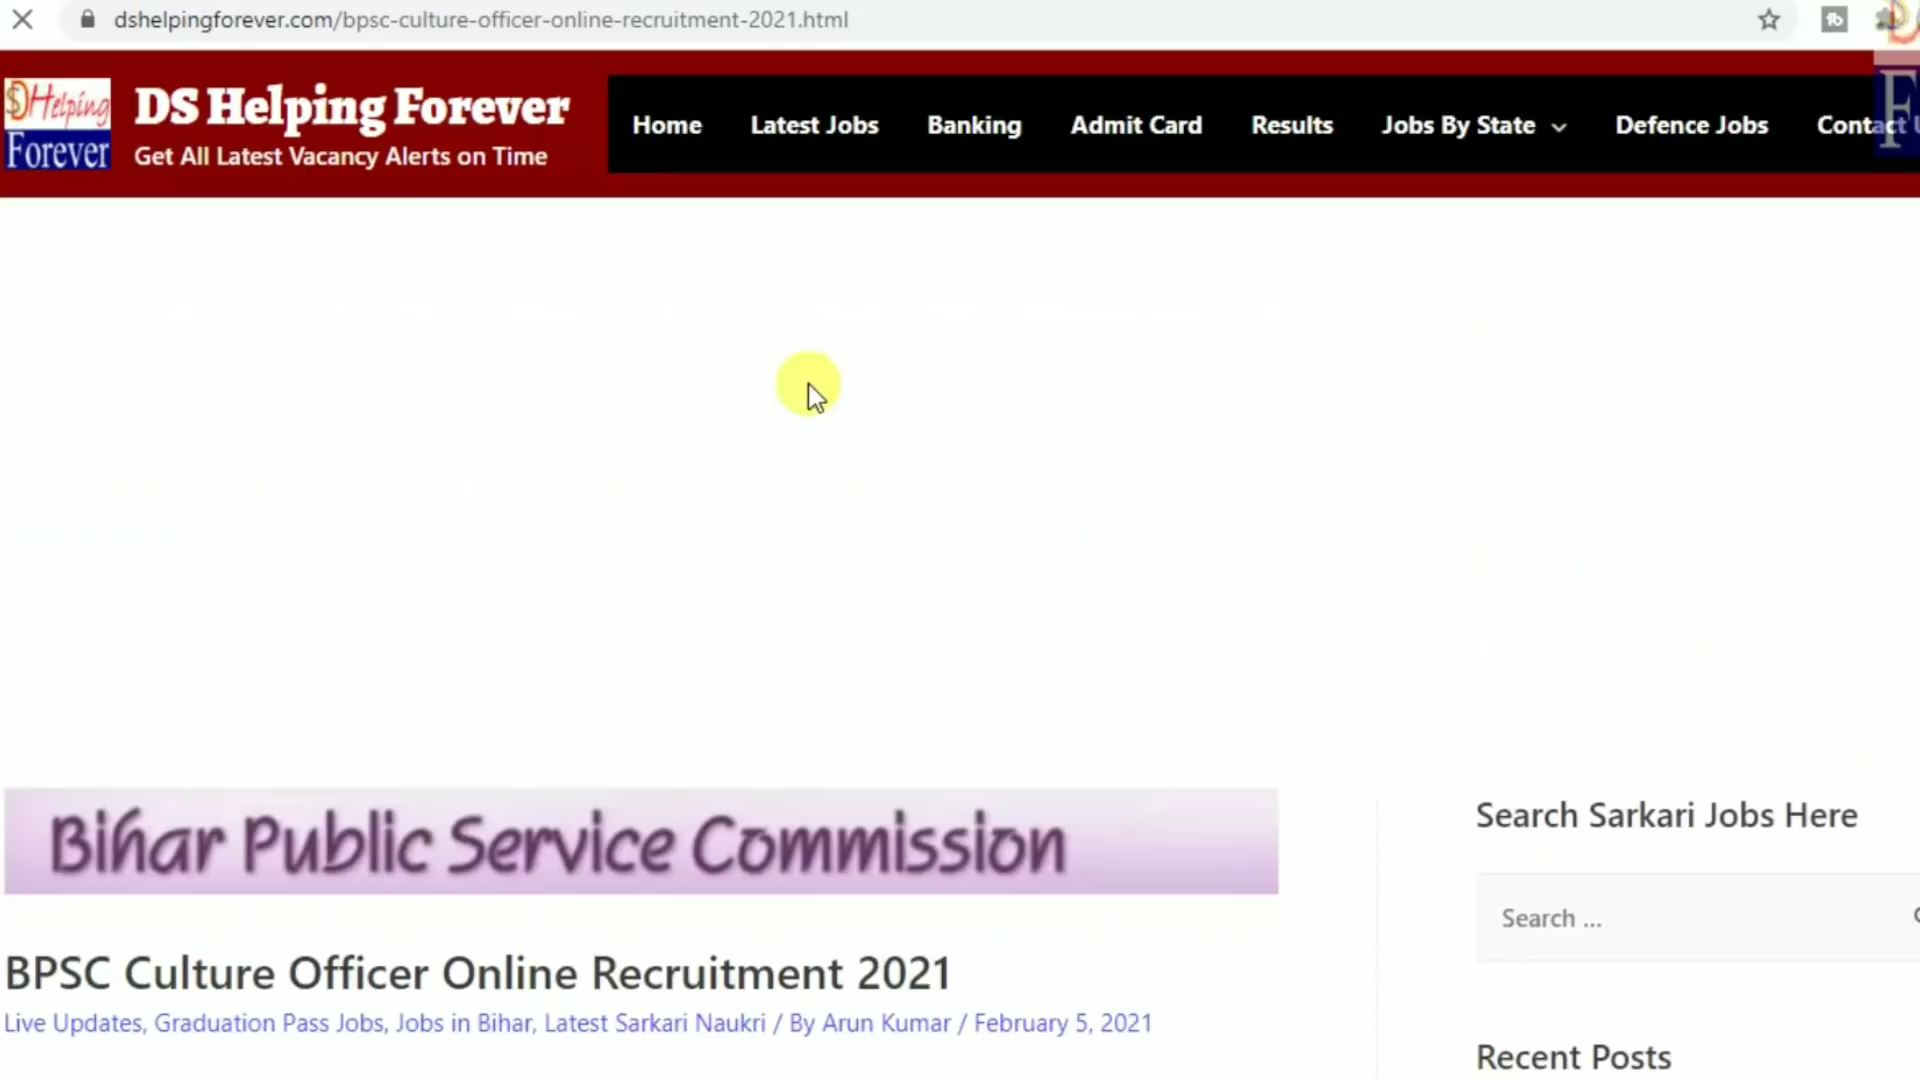 dshelpingforever.com/bpsc-culture-officer-online-recruitment-2021.html
DHelping
Forever
DS Helping Forever
Get All Latest Vacancy Alerts on Time
Home Latest Jobs Banking Admit Card Results Jobs By State Defence Jobs Contact
F
Bihar Public Service Commission
BPSC Culture Officer Online Recruitment 2021
Live Updates, Graduation Pass Jobs, Jobs in Bihar, Latest Sarkari Naukri / By Arun Kumar / February 5, 2021
Search Sarkari Jobs Here
Search ...
Recent Posts